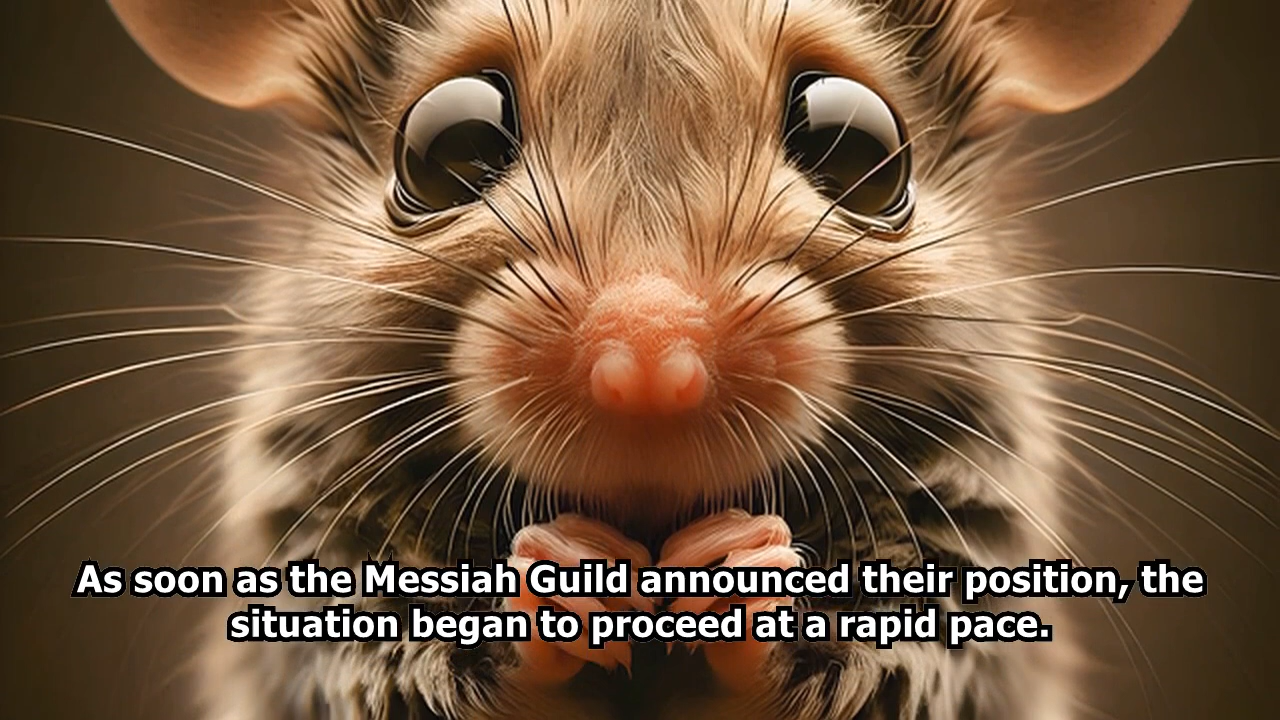 As soon as the Messiah Guild announced their position, the
situation began to proceed at a rapid pace.